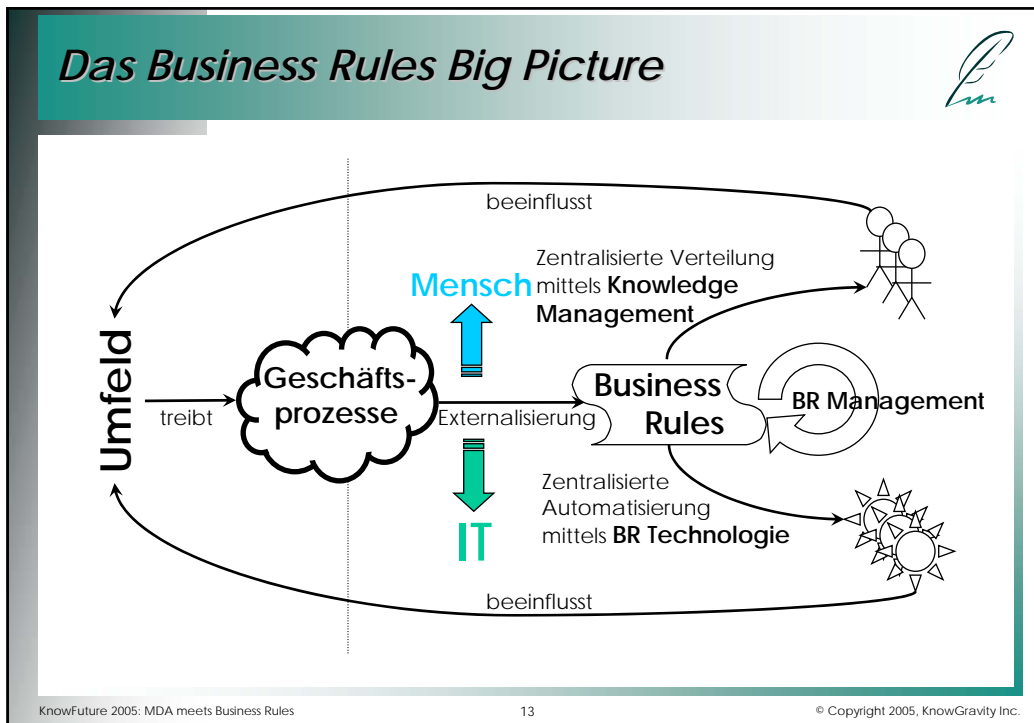 Das Business Rules Big Picture
beeinflusst
Zentralisierte Verteilung
mittels Knowledge
Management
Mensch
Umfeld
treibt
Geschäfts-
prozesse
Externalisierung
Business
Rules
BR Management
Zentralisierte
Automatisierung
mittels BR Technologie
IT
beeinflusst
KnowFuture 2005: MDA meets Business Rules
13
© Copyright 2005, KnowGravity Inc.